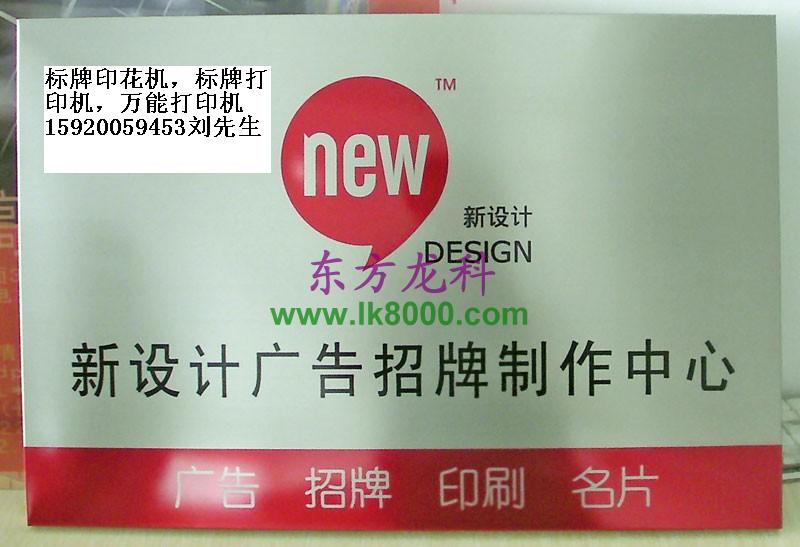 标牌印花机，标牌打
印机，万能打印机
15920059453刘先生
TM
new
新设计
DESIGN
东方龙科
www.lk8000.com
新设计广告招牌制作中心
广告 招牌 印刷 名片